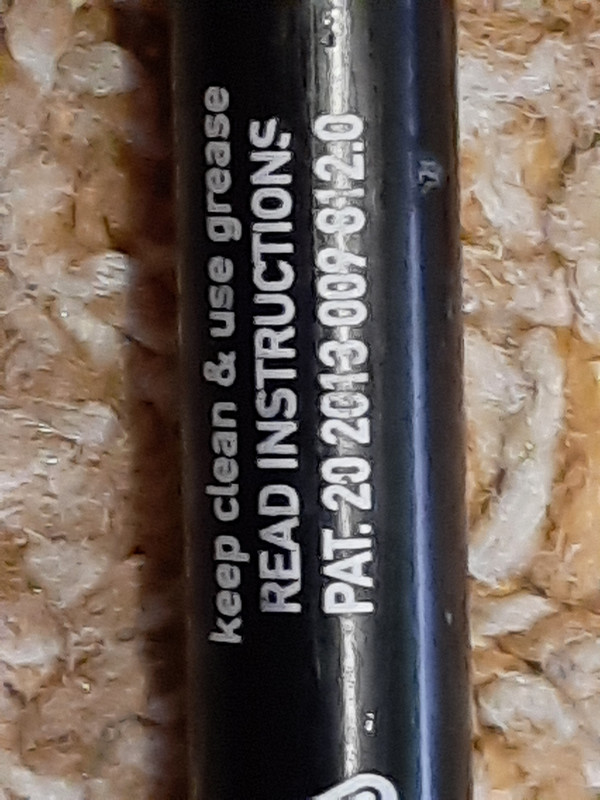 keep clean & use grease
READ INSTRUCTIONS
PAT. 20 2013-009-812.0